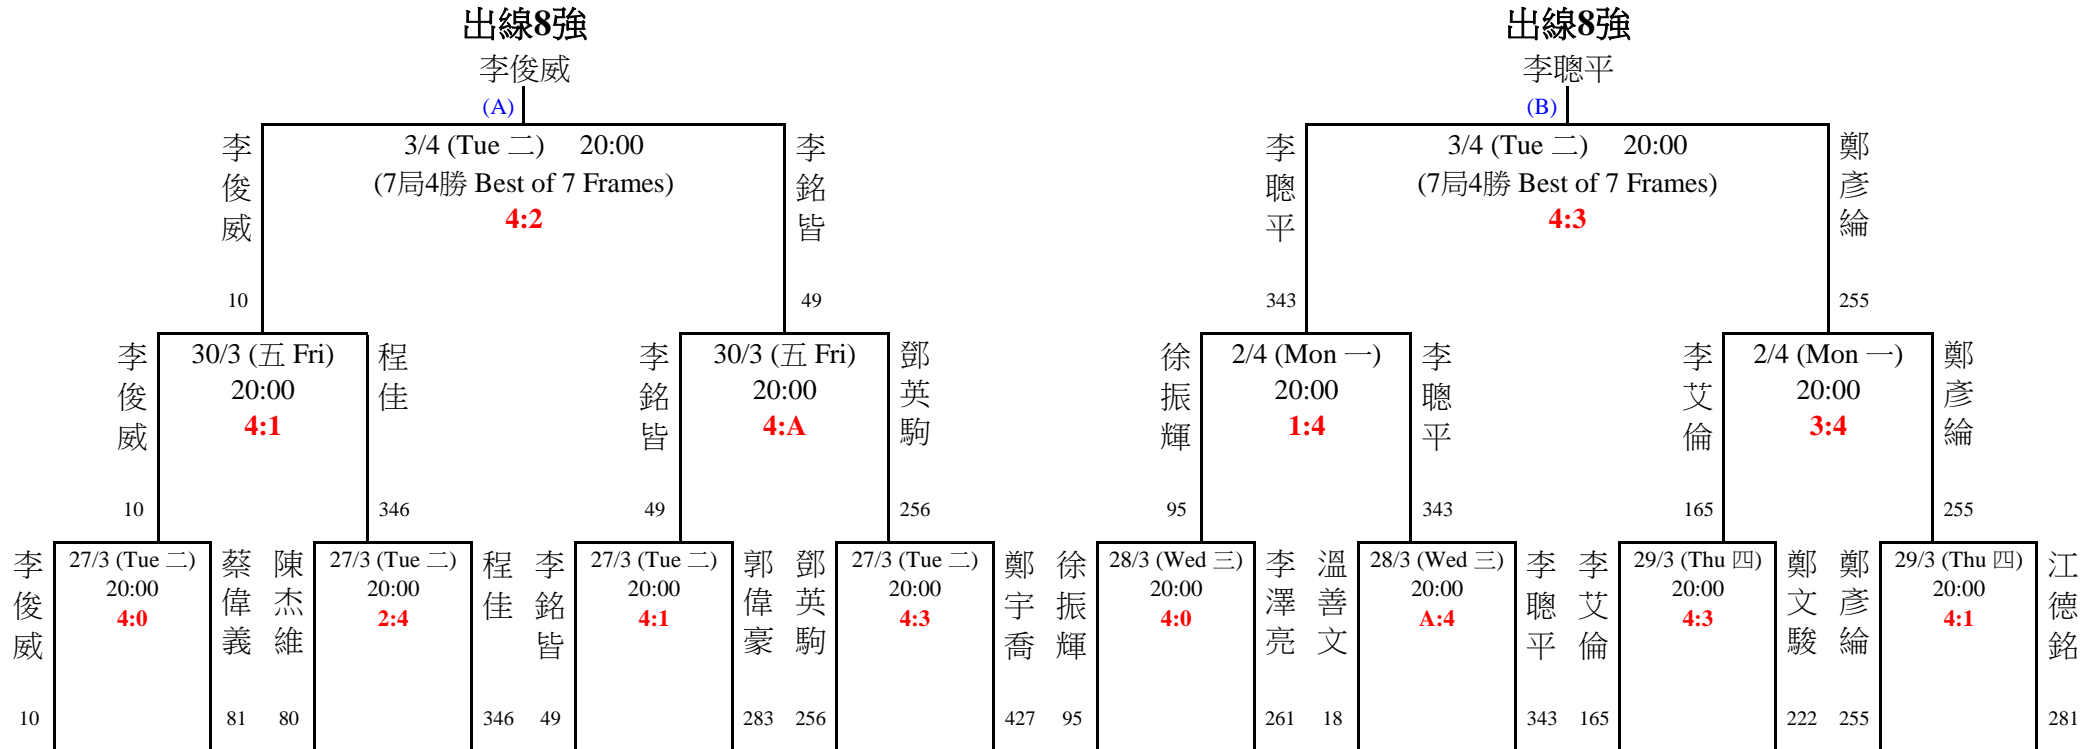 出線8強
李俊威
(A)
李俊威
3/4 (Tue 二) 20:00
(7局4勝 Best of 7 Frames)
4:2
李銘皆
10
49
出線8強
李聰平
(B)
李聰平
3/4 (Tue 二) 20:00
(7局4勝 Best of 7 Frames)
4:3
鄭彥綸
343
255
李俊威
30/3 (五 Fri)
20:00
4:1
程佳
10
346
李銘皆
30/3 (五 Fri)
20:00
4:A
鄧英駒
49
256
徐振輝
2/4 (Mon 一)
20:00
1:4
李聰平
95
343
李艾倫
2/4 (Mon 一)
20:00
3:4
鄭彥綸
165
255
李俊威
27/3 (Tue 二)
20:00
4:0
蔡偉義
10
81
陳杰維
27/3 (Tue 二)
20:00
2:4
程佳
80
346
李銘皆
27/3 (Tue 二)
20:00
4:1
郭偉豪
49
283
鄧英駒
27/3 (Tue 二)
20:00
4:3
鄭宇喬
256
427
徐振輝
28/3 (Wed 三)
20:00
4:0
李澤亮
95
261
溫善文
28/3 (Wed 三)
20:00
A:4
李聰平
18
343
李艾倫
29/3 (Thu 四)
20:00
4:3
鄭文駿
165
222
鄭彥綸
29/3 (Thu 四)
20:00
4:1
江德銘
255
281